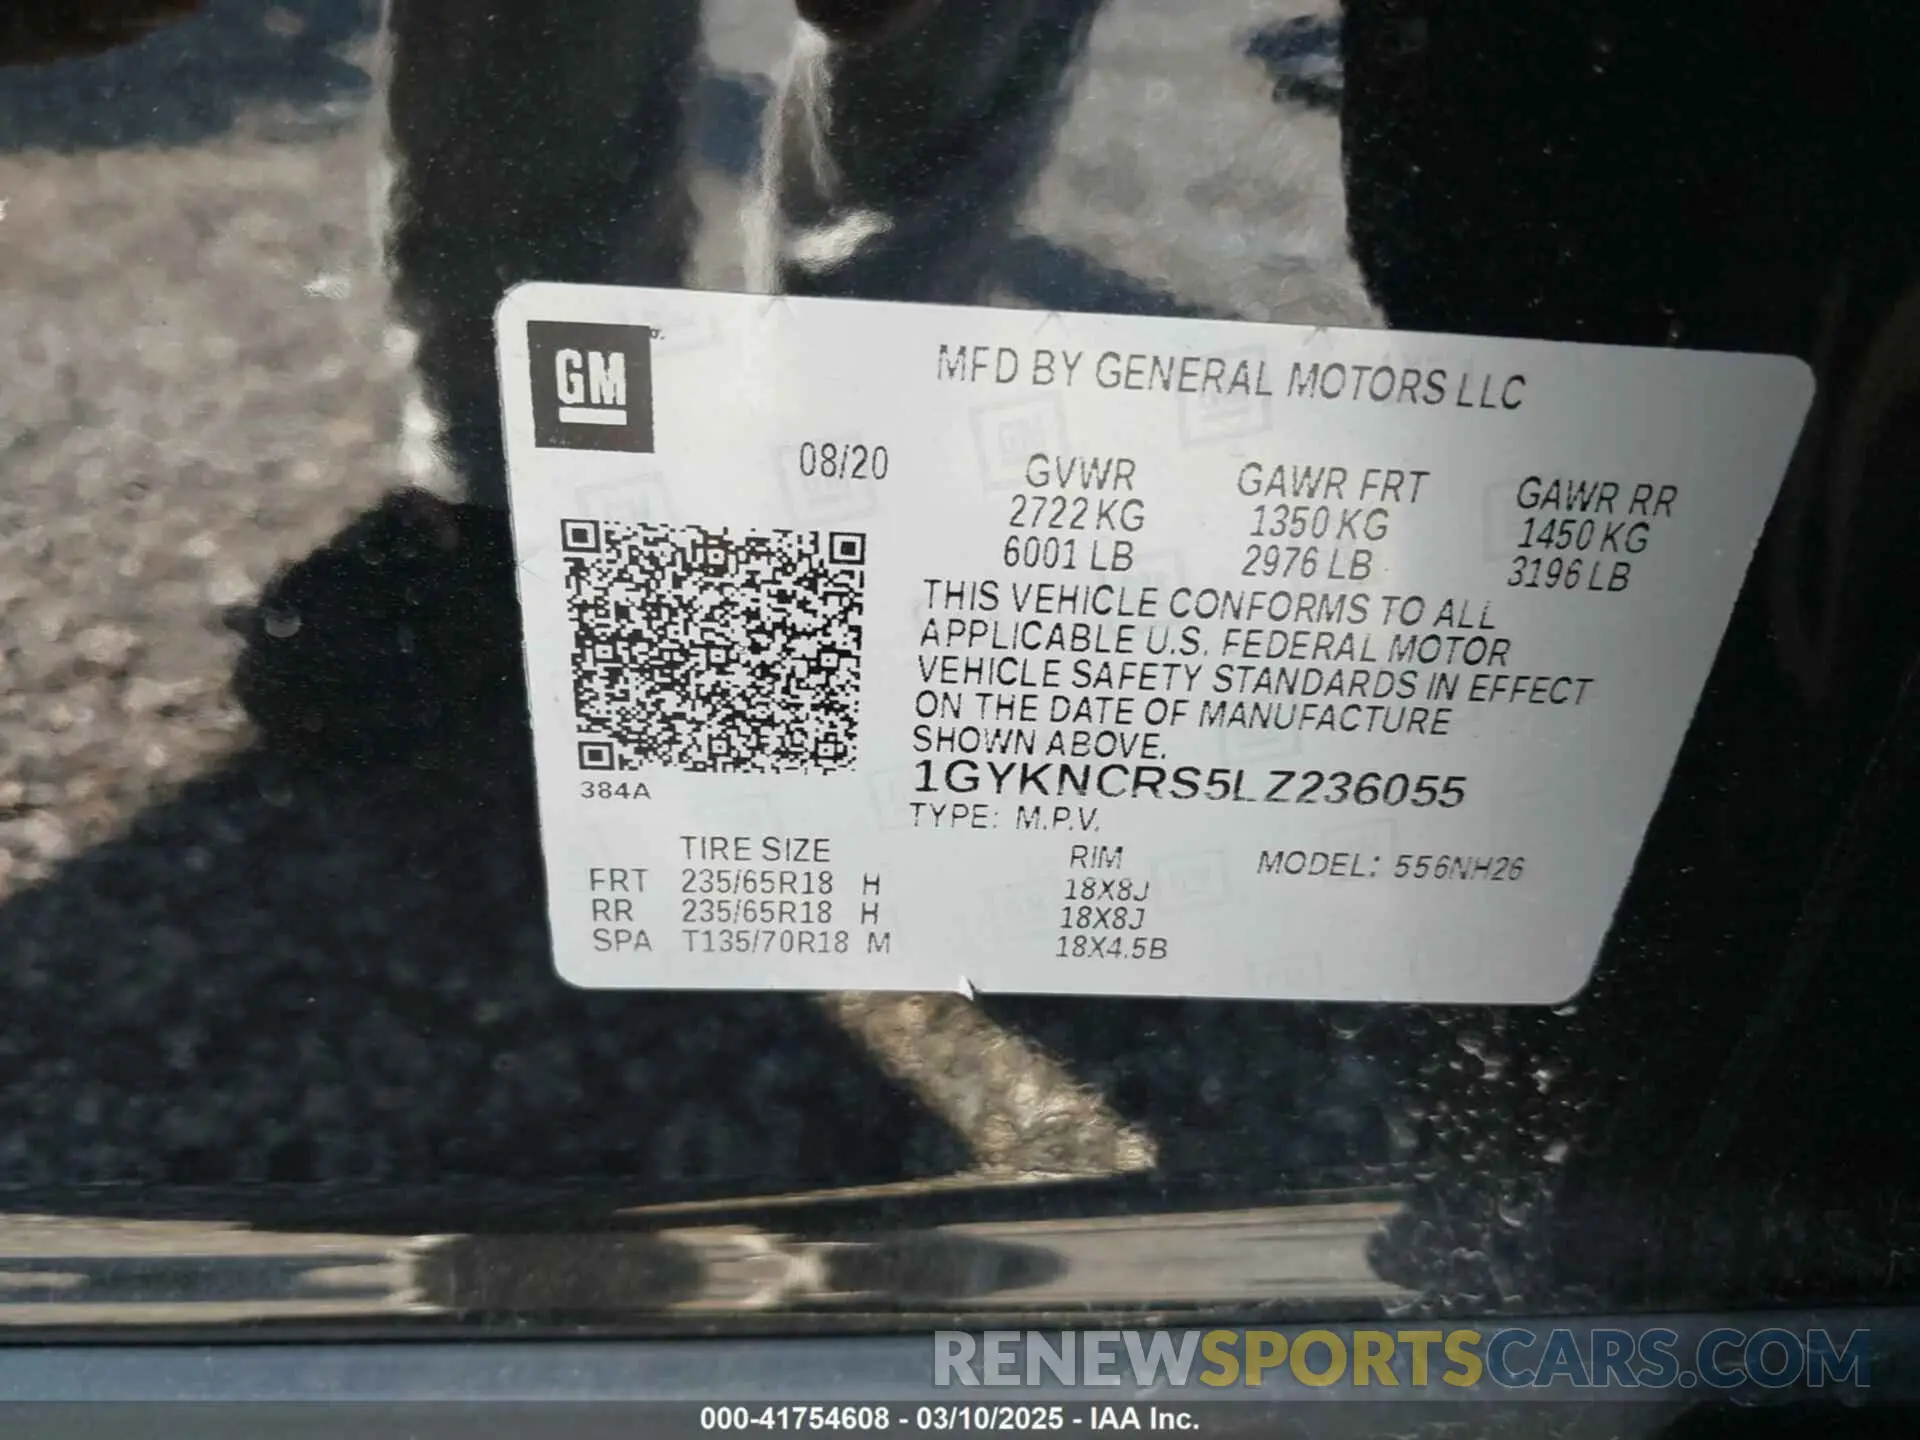 GM
MFD BY GENERAL MOTORS LLC
08/20
GVWR GAWR FRT GAWR RR
2722 KG 1350 KG 1450 KG
6001 LB 2976 LB 3196 LB
THIS VEHICLE CONFORMS TO ALL
APPLICABLE U.S. FEDERAL MOTOR
VEHICLE SAFETY STANDARDS IN EFFECT
ON THE DATE OF MANUFACTURE
SHOWN ABOVE.
384A
1GYKNCRS5LZ236055
TYPE: M.P.V.
TIRE SIZE RIM MODEL: 556NH26
FRT 235/65R18 H 18X8J
RR 235/65R18 H 18X8J
SPA T135/70R18 M 18X4.5B
RENEWSPORTSCARS.COM
000-41754608 - 03/10/2025 - IAA Inc.